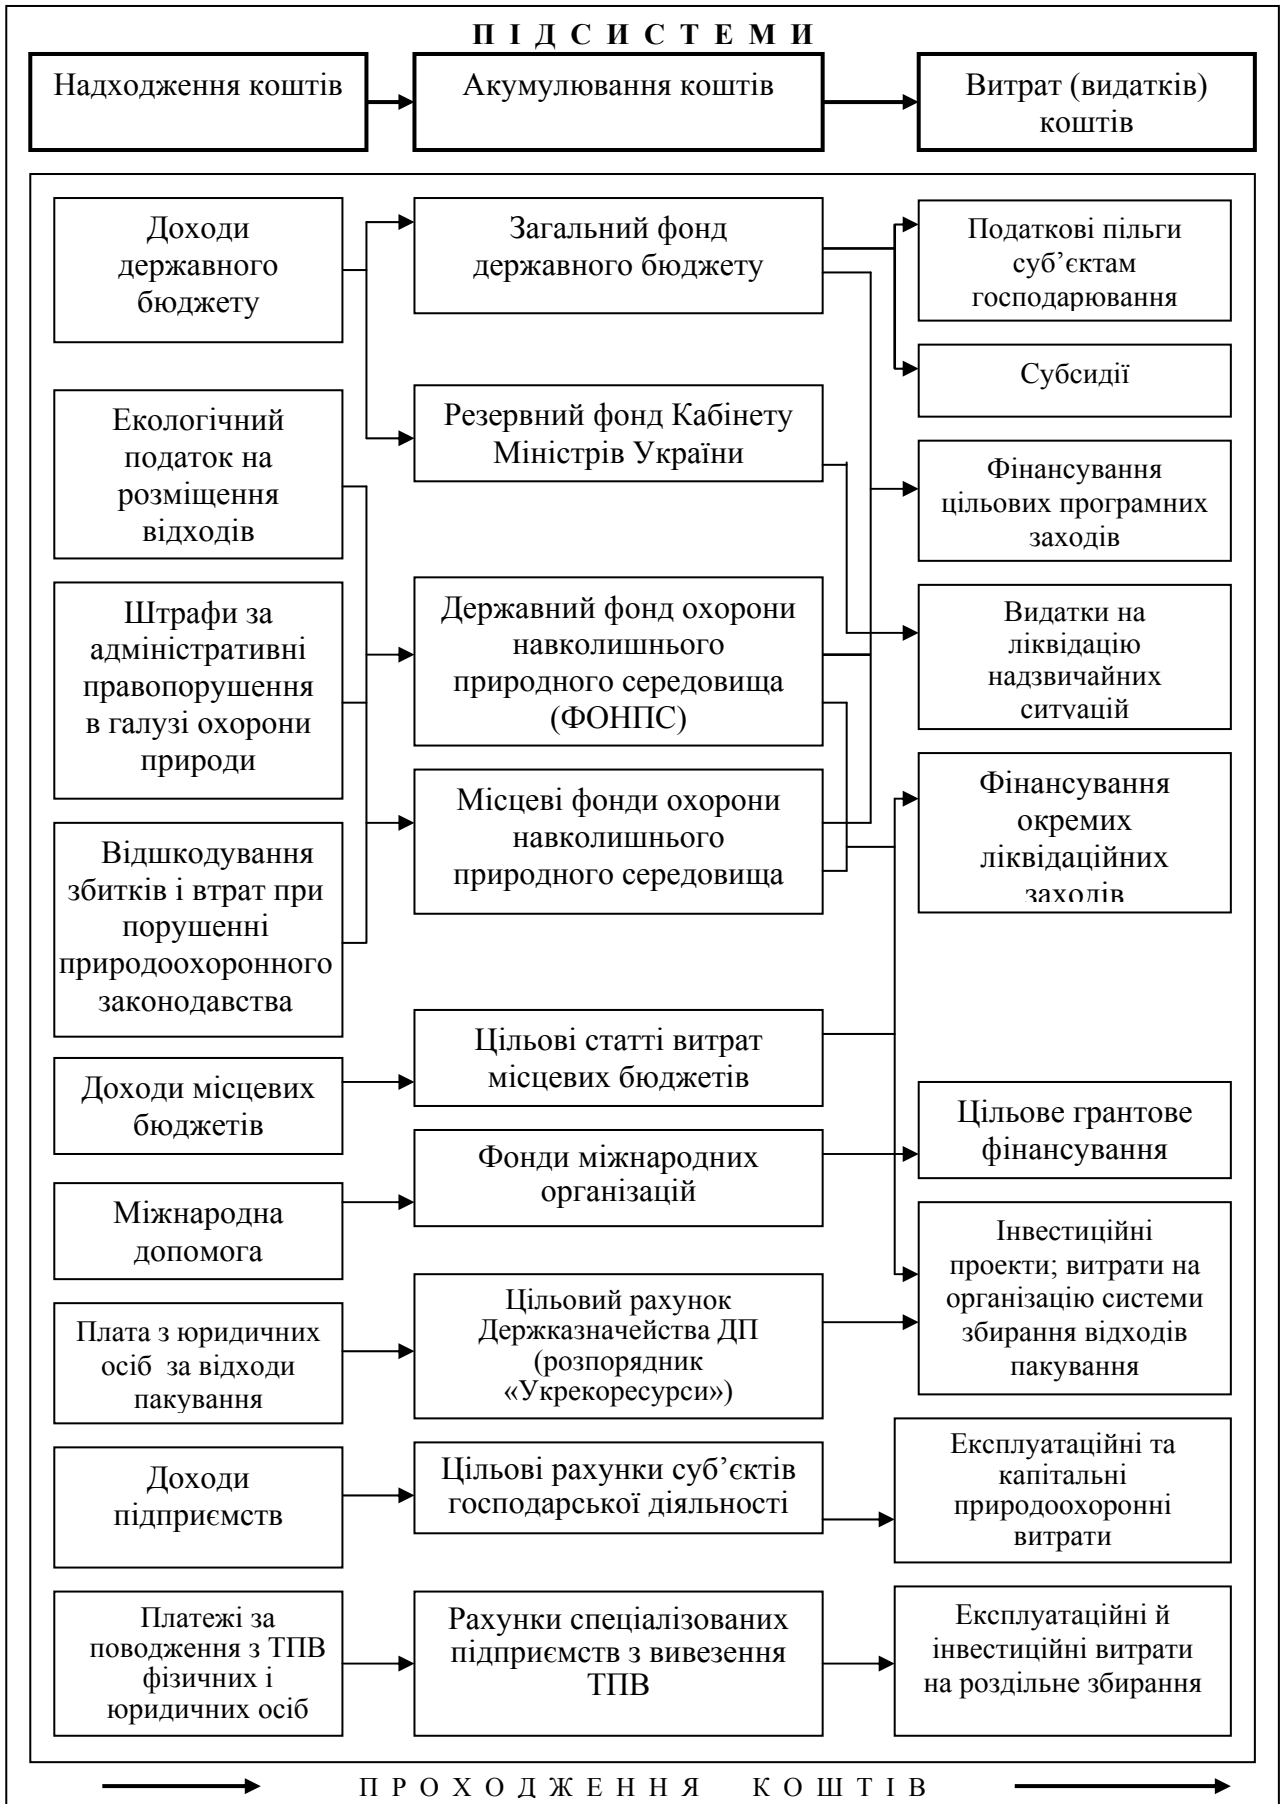 ПІДСИСТЕМИ
Надходження коштів
Акумулювання коштів
Витрат (видатків)
коштів
Доходи
державного
бюджету
Загальний фонд
державного бюджету
Податкові пільги
суб’єктам
господарювання
Субсидії
Екологічний
податок на
розміщення
відходів
Резервний фонд Кабінету
Міністрів України
Фінансування
цільових програмних
заходів
Штрафи за
адміністративні
правопорушення
в галузі охорони
природи
Державний фонд охорони
навколишнього
природного середовища
(ФОНПС)
Видатки на
ліквідацію
надзвичайних
ситуацій
Відшкодування
збитків і втрат при
порушенні
природоохоронного
законодавства
Місцеві фонди охорони
навколишнього
природного середовища
Фінансування
окремих
ліквідаційних
заходів
Доходи місцевих
бюджетів
Цільові статті витрат
місцевих бюджетів
Цільове грантове
фінансування
Міжнародна
допомога
Фонди міжнародних
організацій
Інвестиційні
проекти; витрати на
організацію системи
збирання відходів
пакування
Плата з юридичних
осіб за відходи
пакування
Цільовий рахунок
Держказначейства ДП
(розпорядник
«Укрекоресурси»)
Доходи
підприємств
Цільові рахунки суб’єктів
господарської діяльності
Експлуатаційні та
капітальні
природоохоронні
витрати
Платежі за
поводження з ТПВ
фізичних і
юридичних осіб
Рахунки спеціалізованих
підприємств з вивезення
ТПВ
Експлуатаційні й
інвестиційні витрати
на роздільне збирання
ПРОХОДЖЕННЯ КОШТІВ